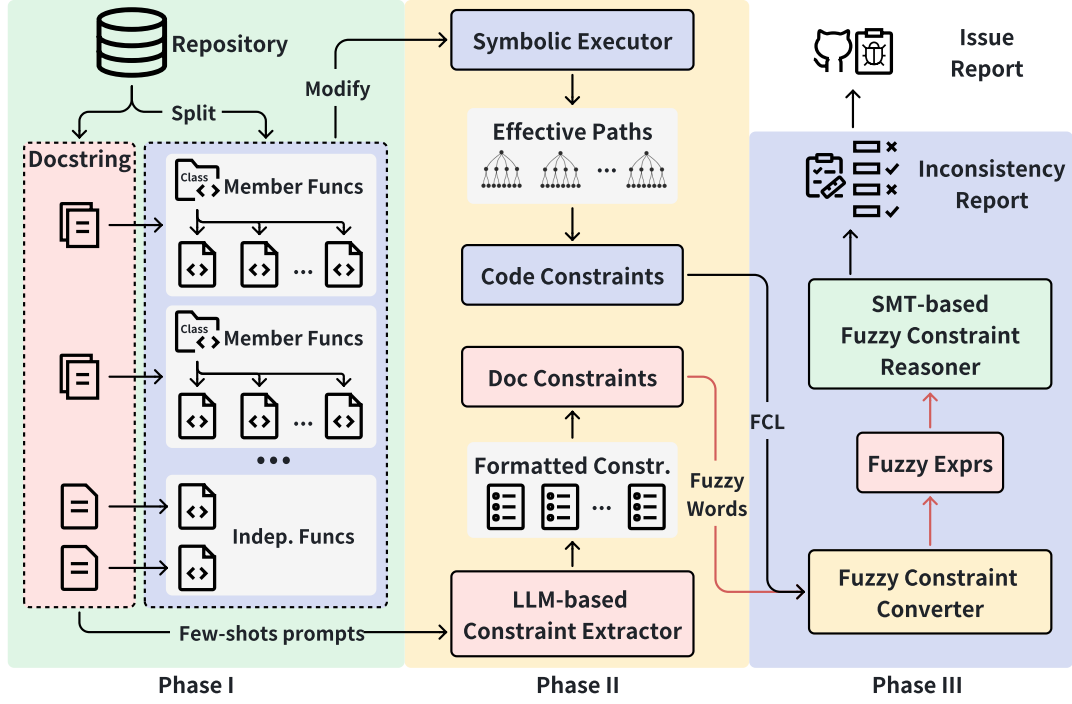 Repository
Split
Modify
Docstring
Class
Member Funcs
...
Class
Member Funcs
...
...
Indep. Funcs
Few-shots prompts
Phase I
Symbolic Executor
Effective Paths
...
Code Constraints
Doc Constraints
Formatted Constr.
...
LLM-based
Constraint Extractor
Fuzzy
Words
FCL
Phase II
Issue
Report
Inconsistency
Report
SMT-based
Fuzzy Constraint
Reasoner
Fuzzy Exprs
Fuzzy Constraint
Converter
Phase III